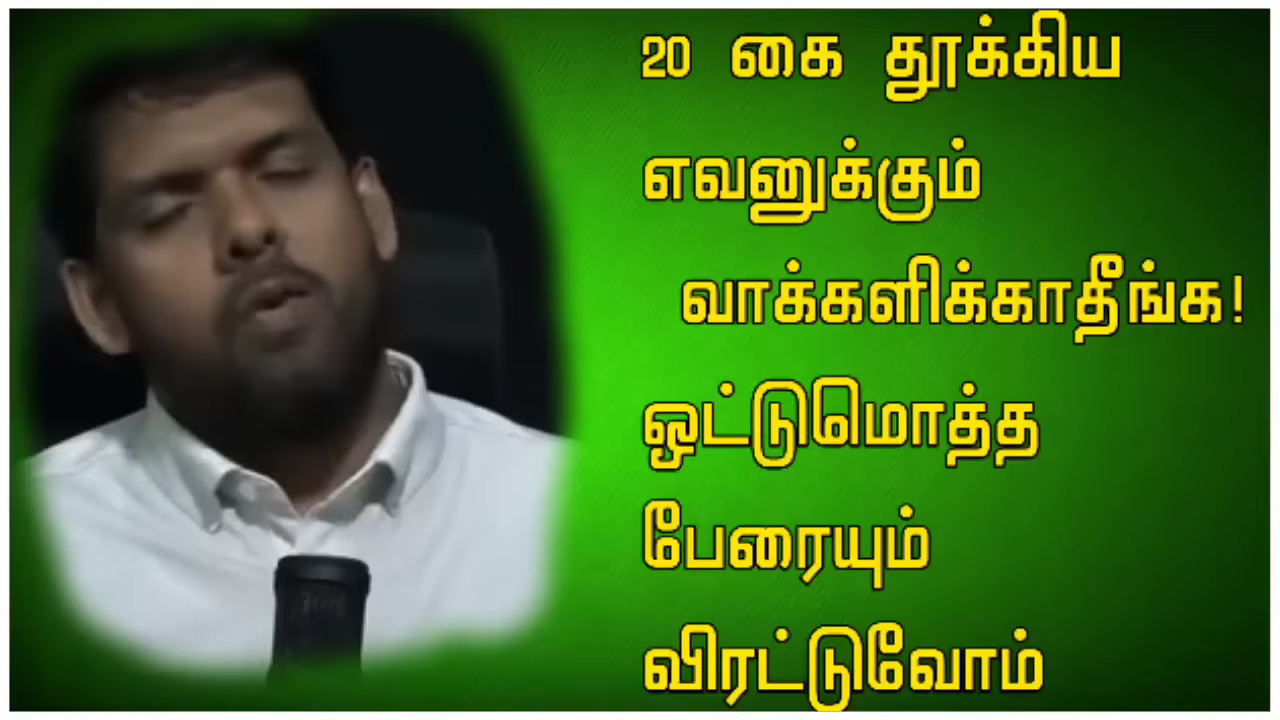 20 கை தூக்கிய
எவனுக்கும்
வாக்களிக்காதீங்க!
ஒட்டுமொத்த
பேரையும்
விரட்டுவோம்